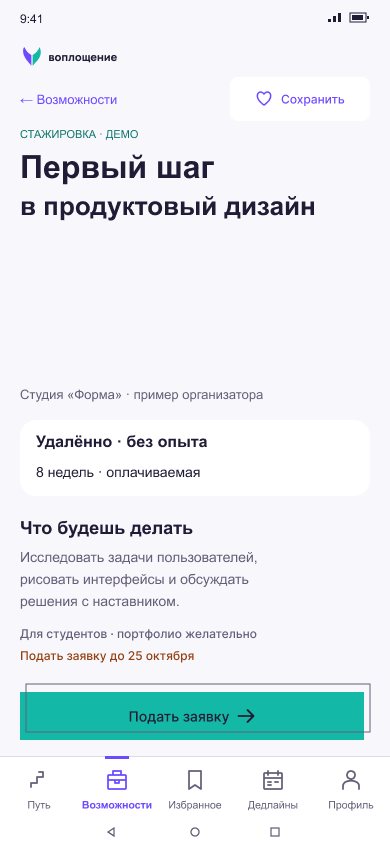 9:41
воплощение
← Возможности
Сохранить
СТАЖИРОВКА · ДЕМО
Первый шаг
в продуктовый дизайн
Студия «Форма» · пример организатора
Удалённо · без опыта
8 недель · оплачиваемая
Что будешь делать
Исследовать задачи пользователей,
рисовать интерфейсы и обсуждать
решения с наставником.
Для студентов · портфолио желательно
Подать заявку до 25 октября
Подать заявку →
Путь
Возможности
Избранное
Дедлайны
Профиль